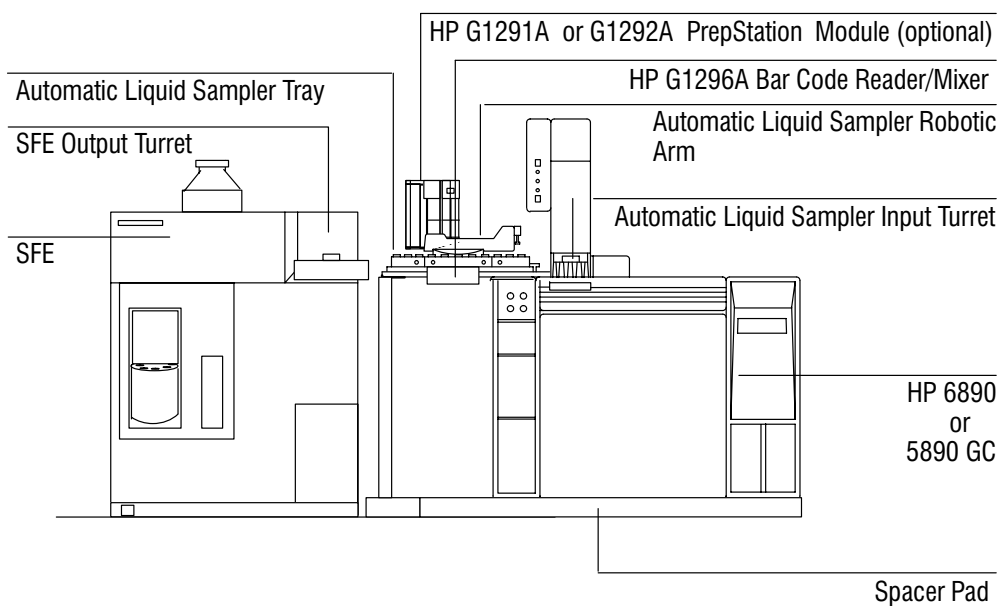 HP G1291A or G1292A PrepStation Module (optional)
HP G1296A Bar Code Reader/Mixer
Automatic Liquid Sampler Tray
Automatic Liquid Sampler Robotic
Arm
SFE Output Turret
Automatic Liquid Sampler Input Turret
SFE
HP 6890
or
5890 GC
Spacer Pad